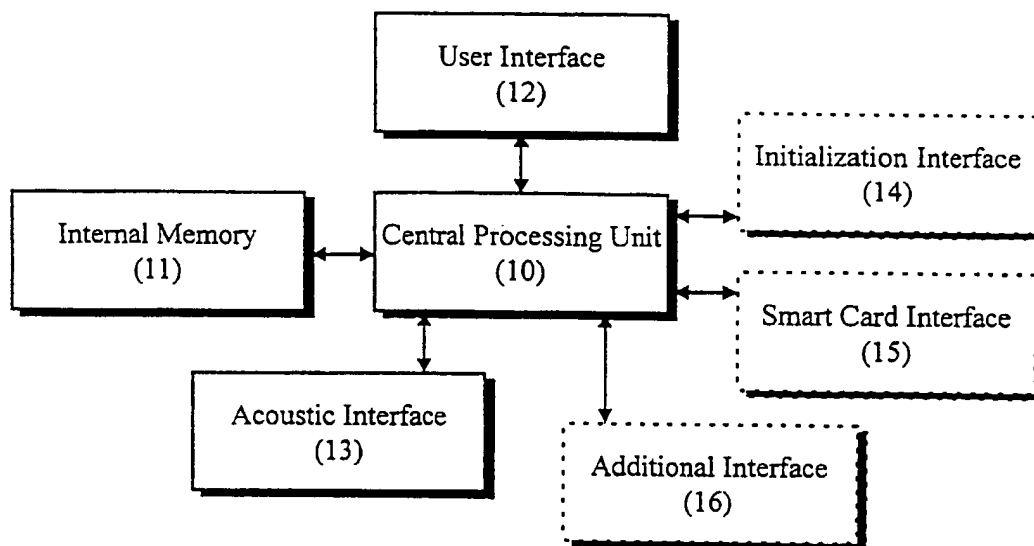 User Interface
(12)
Initialization Interface
(14)
Internal Memory
(11)
Central Processing Unit
(10)
Smart Card Interface
(15)
Acoustic Interface
(13)
Additional Interface
(16)